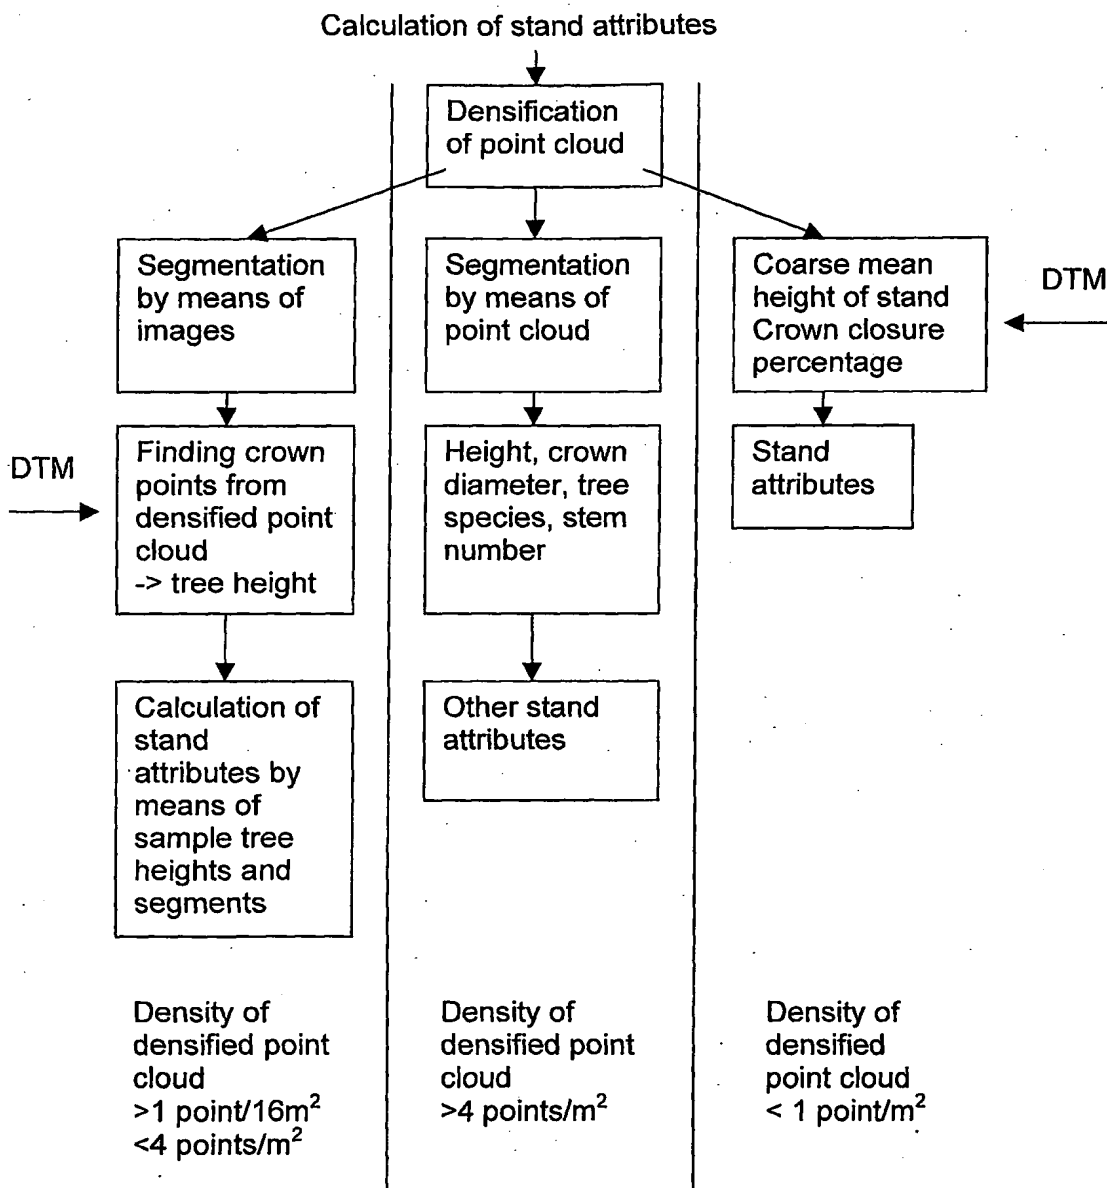 Calculation of stand attributes
Densification
of point cloud
Segmentation
by means of
images
Segmentation
by means of
point cloud
Coarse mean
height of stand
Crown closure
percentage
DTM
DTM
Finding crown
points from
densified point
cloud
-> tree height
Height, crown
diameter, tree
species, stem
number
Stand
attributes
Calculation of
stand
attributes by
means of
sample tree
heights and
segments
Other stand
attributes
Density of
densified point
cloud
>1 point/16m²
<4 points/m²
Density of
densified point
cloud
>4 points/m²
Density of
densified
point cloud
< 1 point/m²